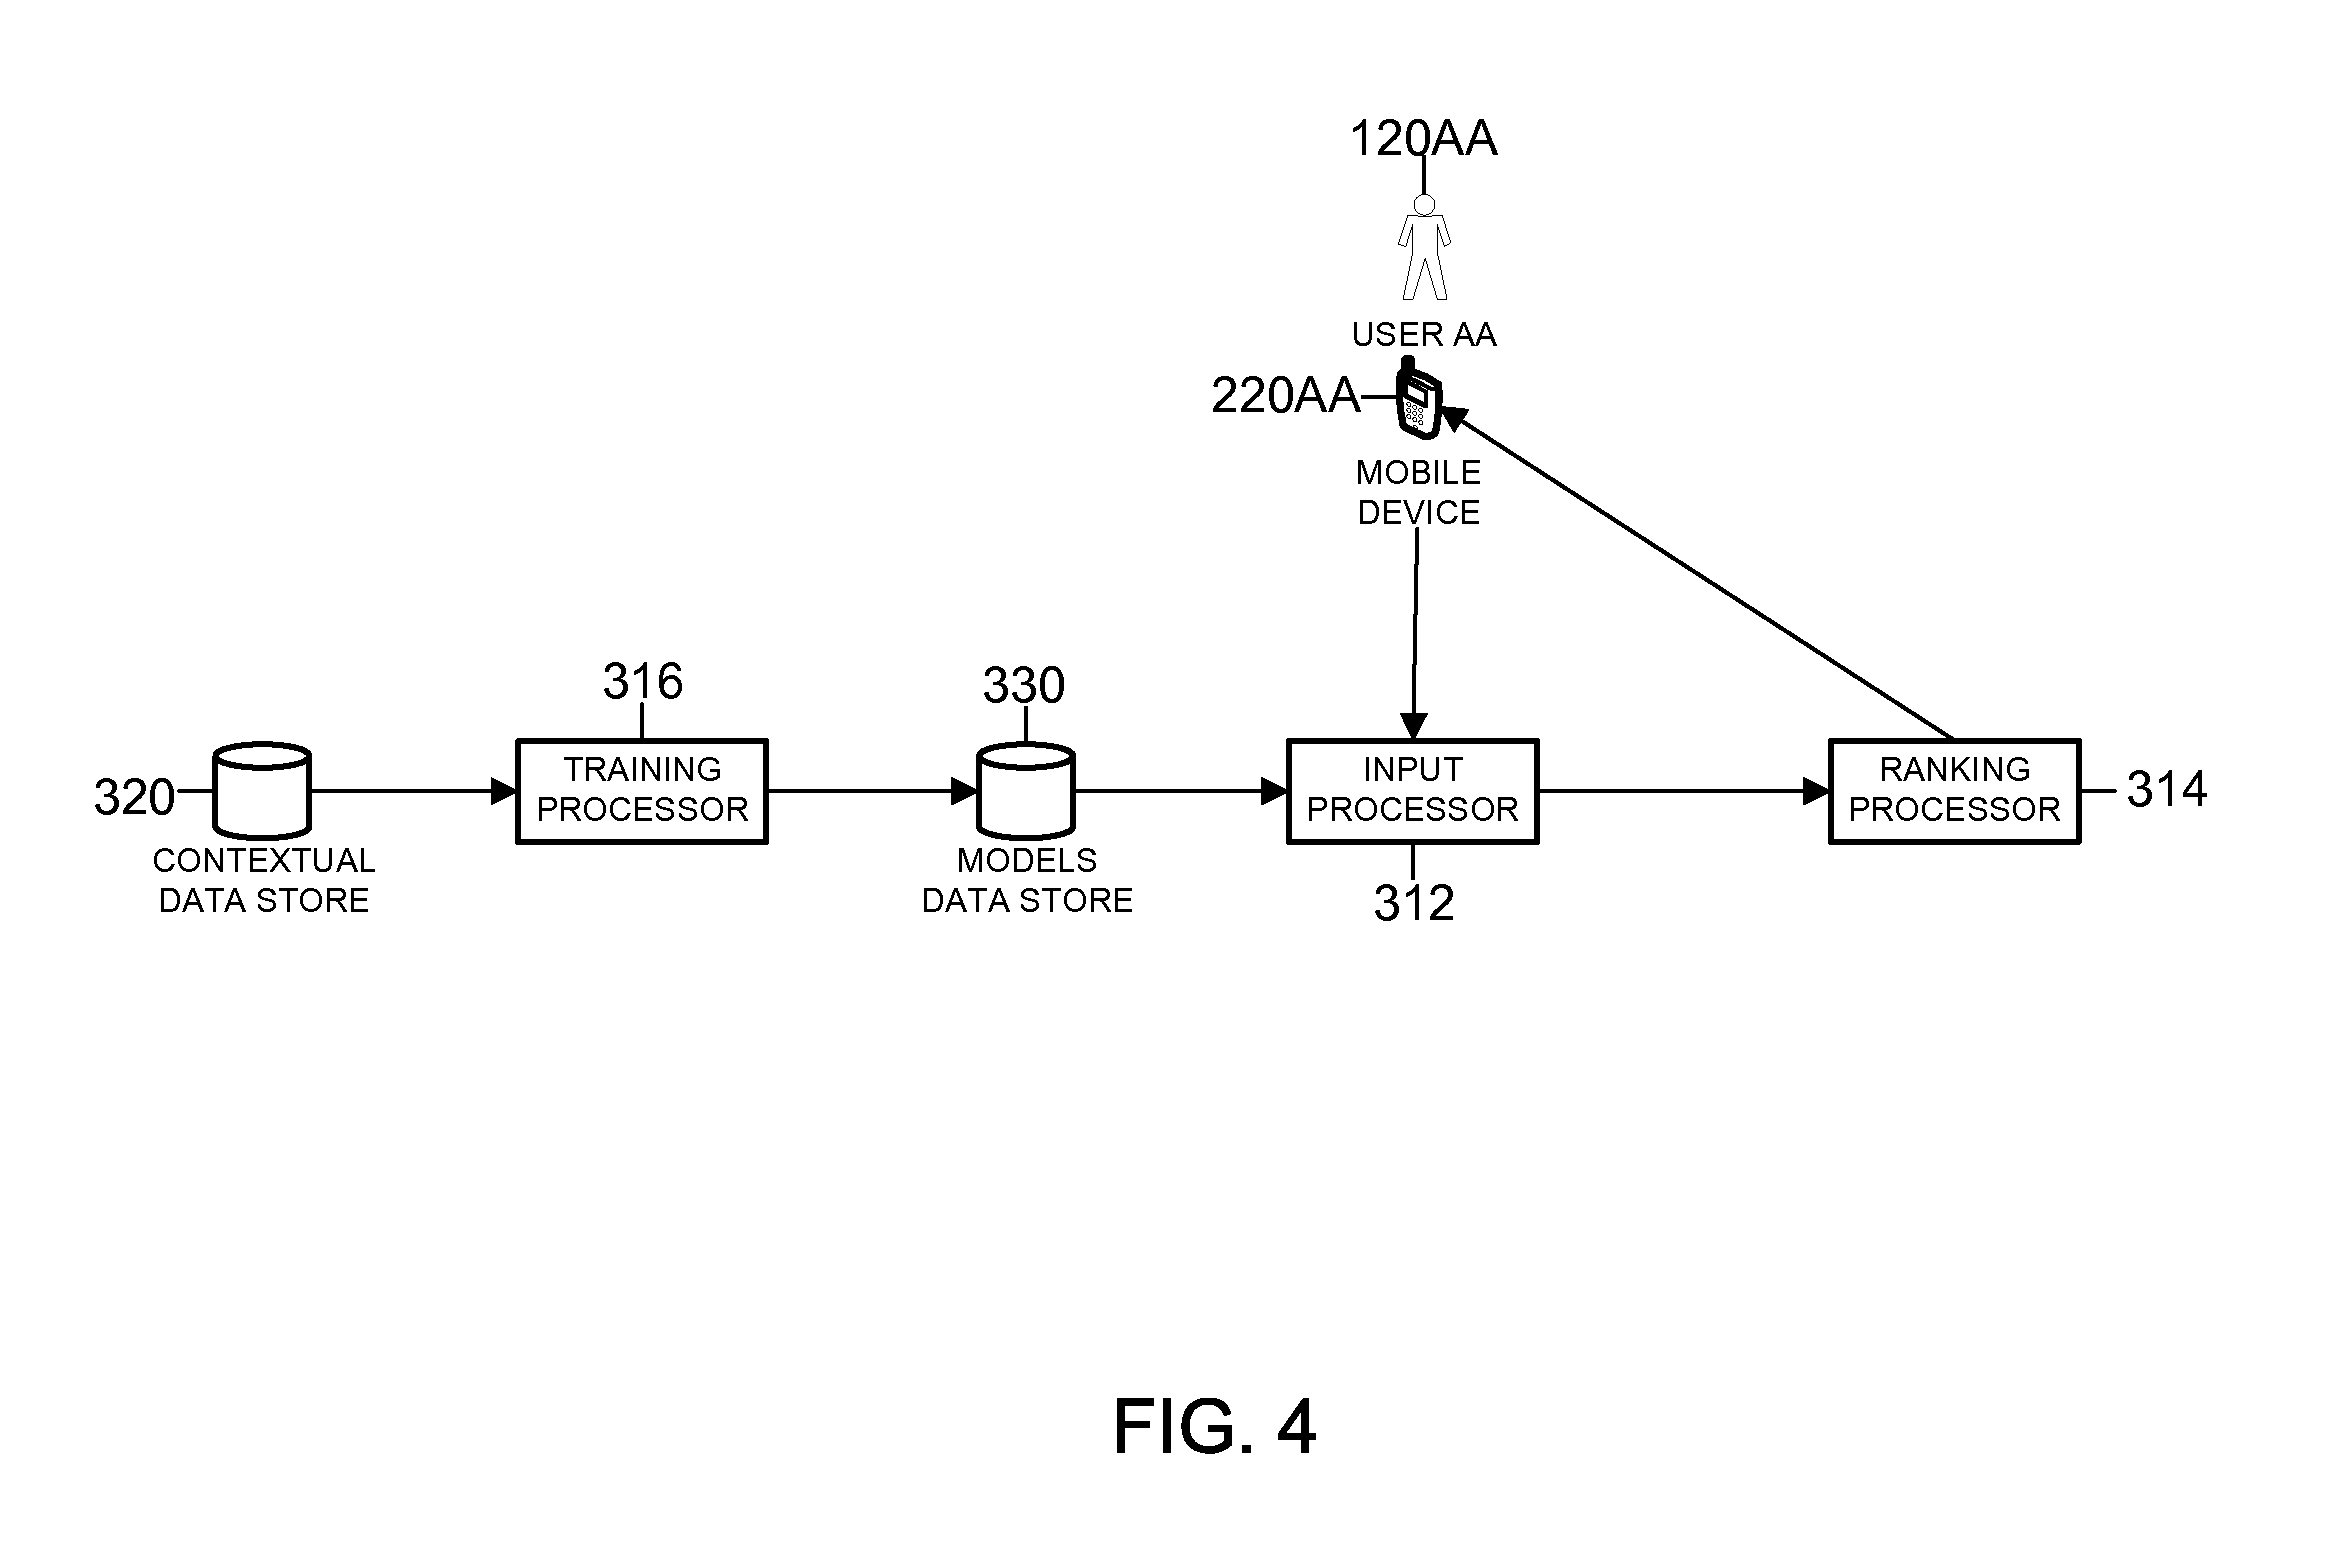 120AA
USER AA
220AA
MOBILE
DEVICE
316
330
TRAINING
PROCESSOR
INPUT
PROCESSOR
RANKING
PROCESSOR
320
314
CONTEXTUAL
DATA STORE
MODELS
DATA STORE
312
FIG. 4